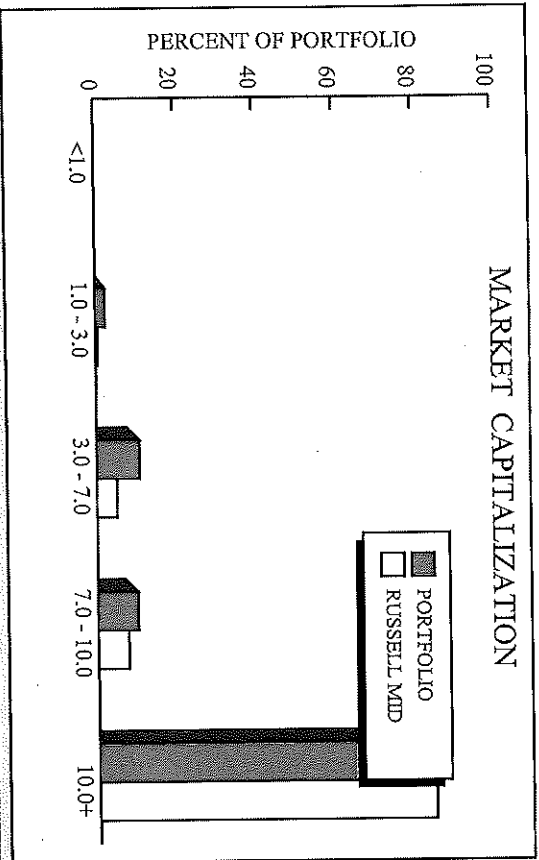 MARKET CAPITALIZATION
PERCENT OF PORTFOLIO
100
80
60
40
20
0
PORTFOLIO
RUSSELL MID
<1.0
1.0 - 3.0
3.0 - 7.0
7.0 - 10.0
10.0+